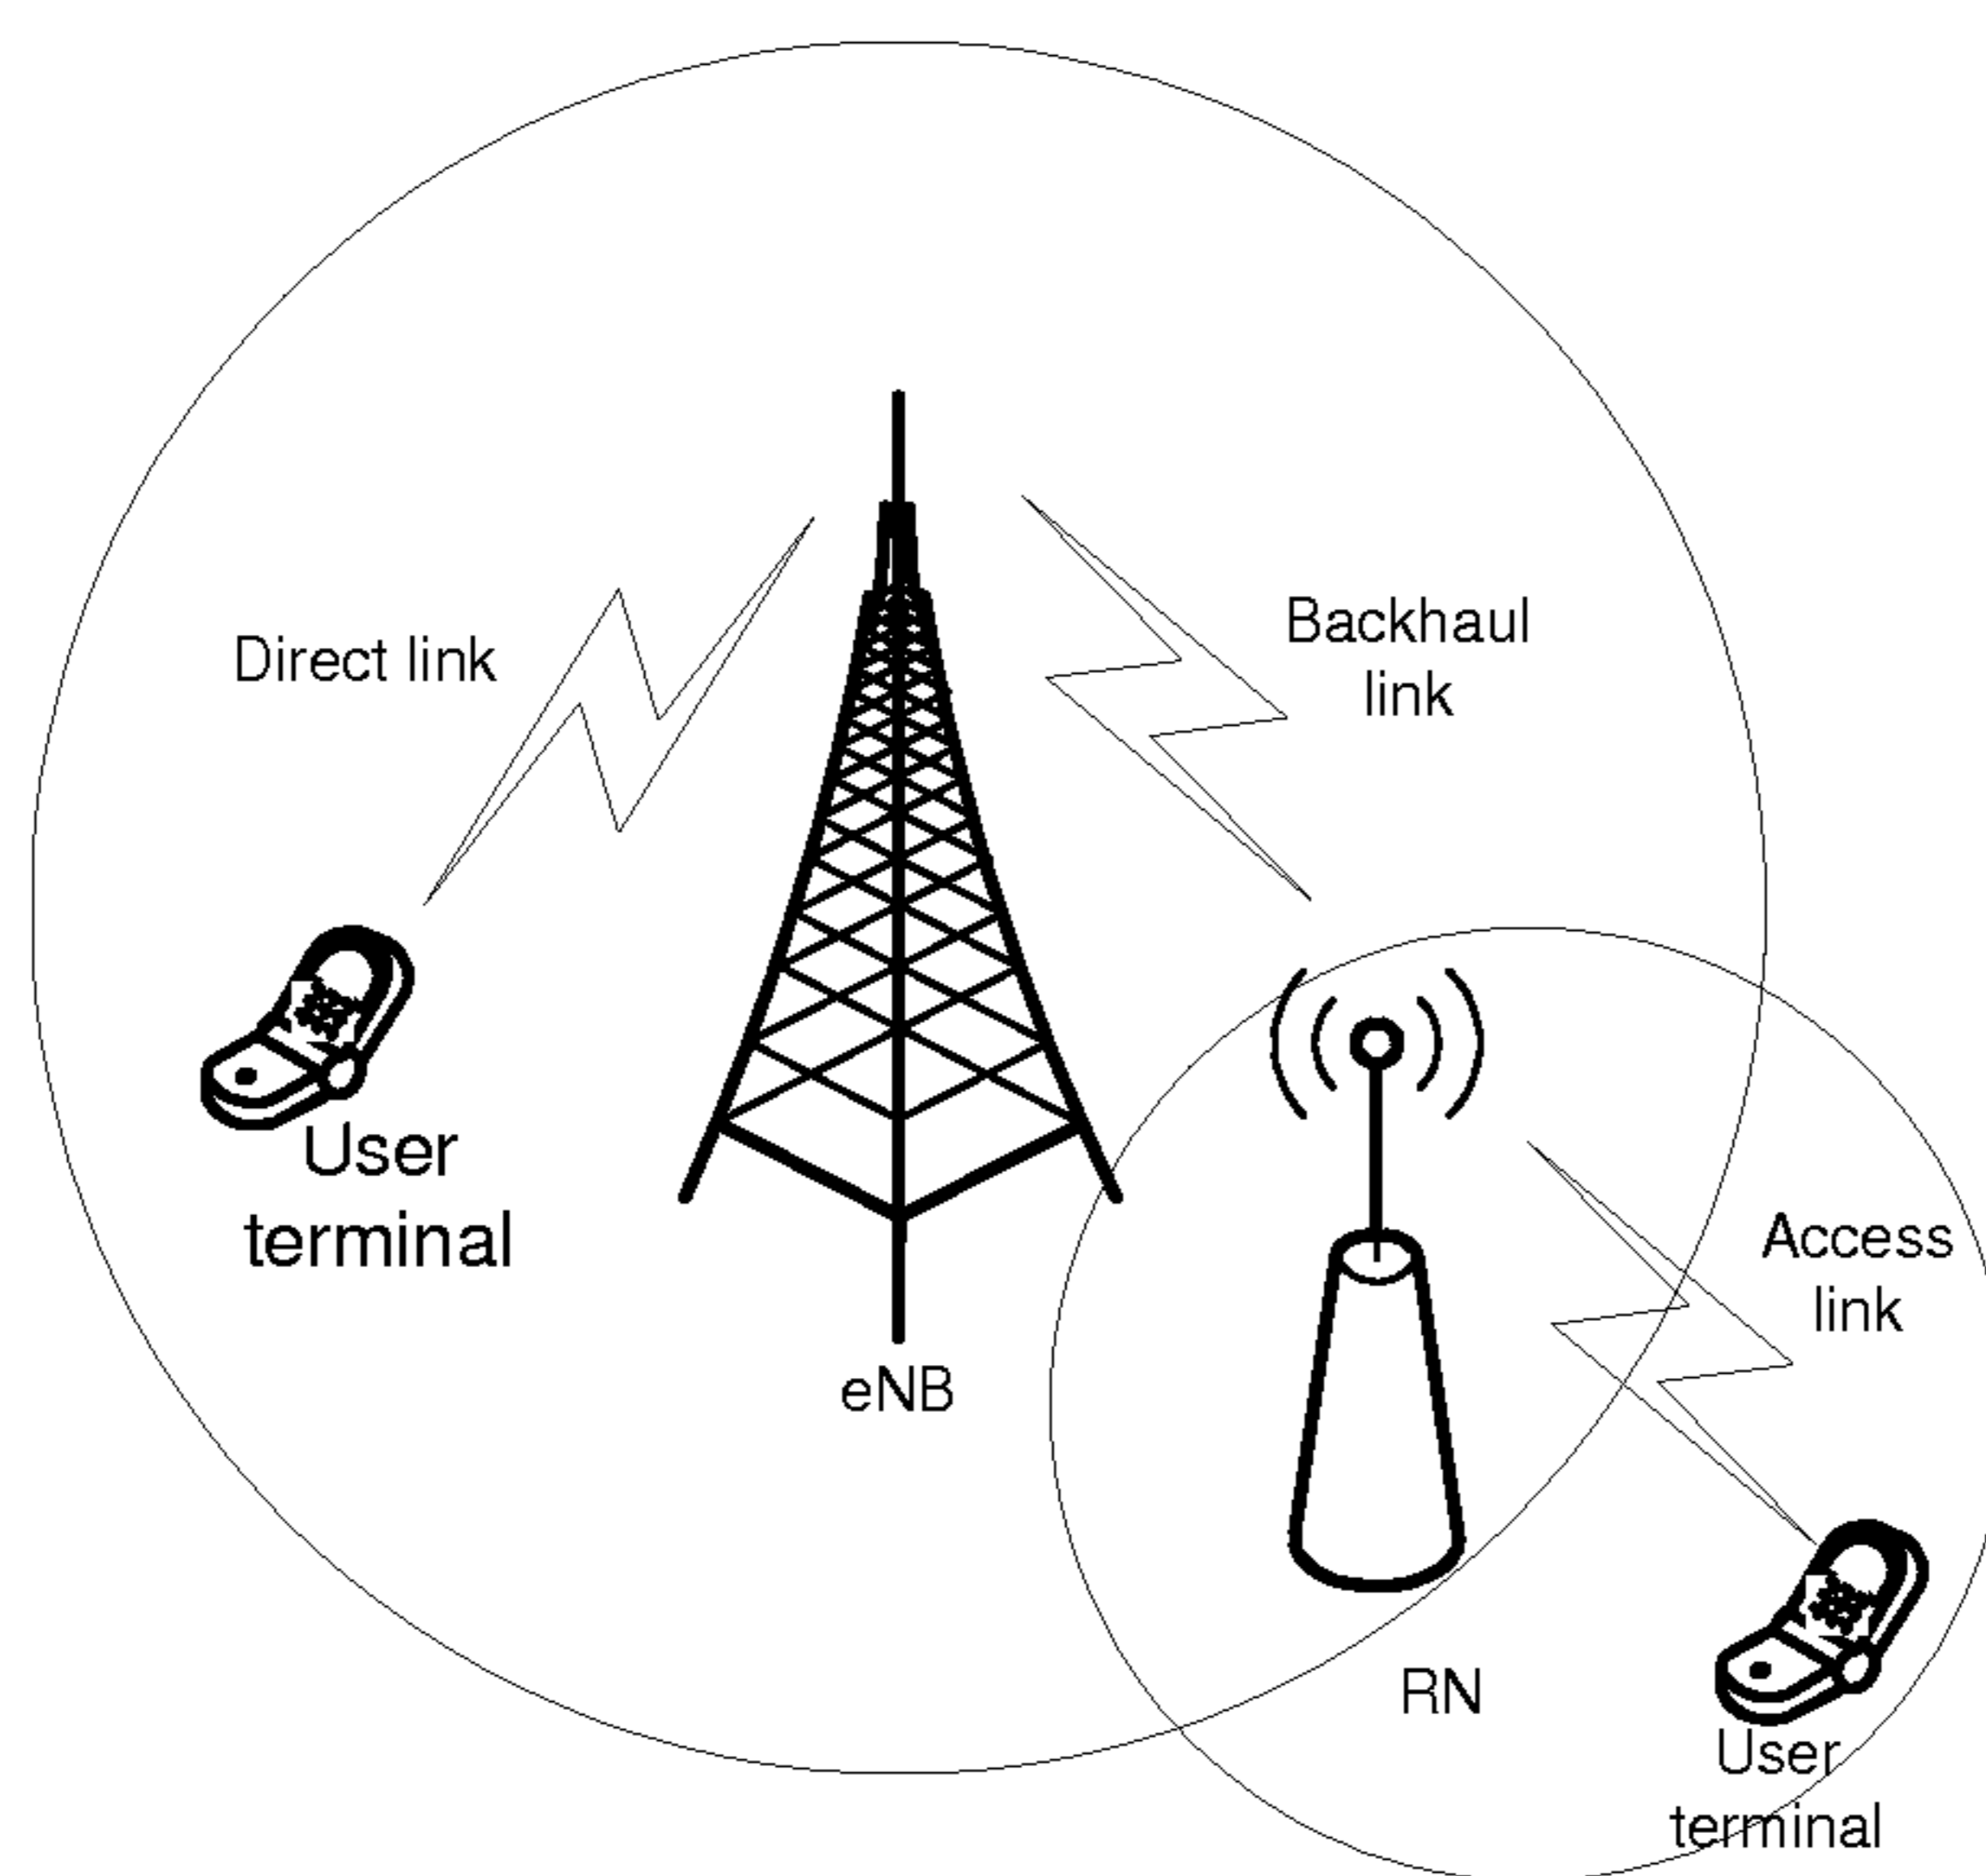 Direct link
Backhaul
link
User
terminal
Access
link
eNB
RN
User
terminal